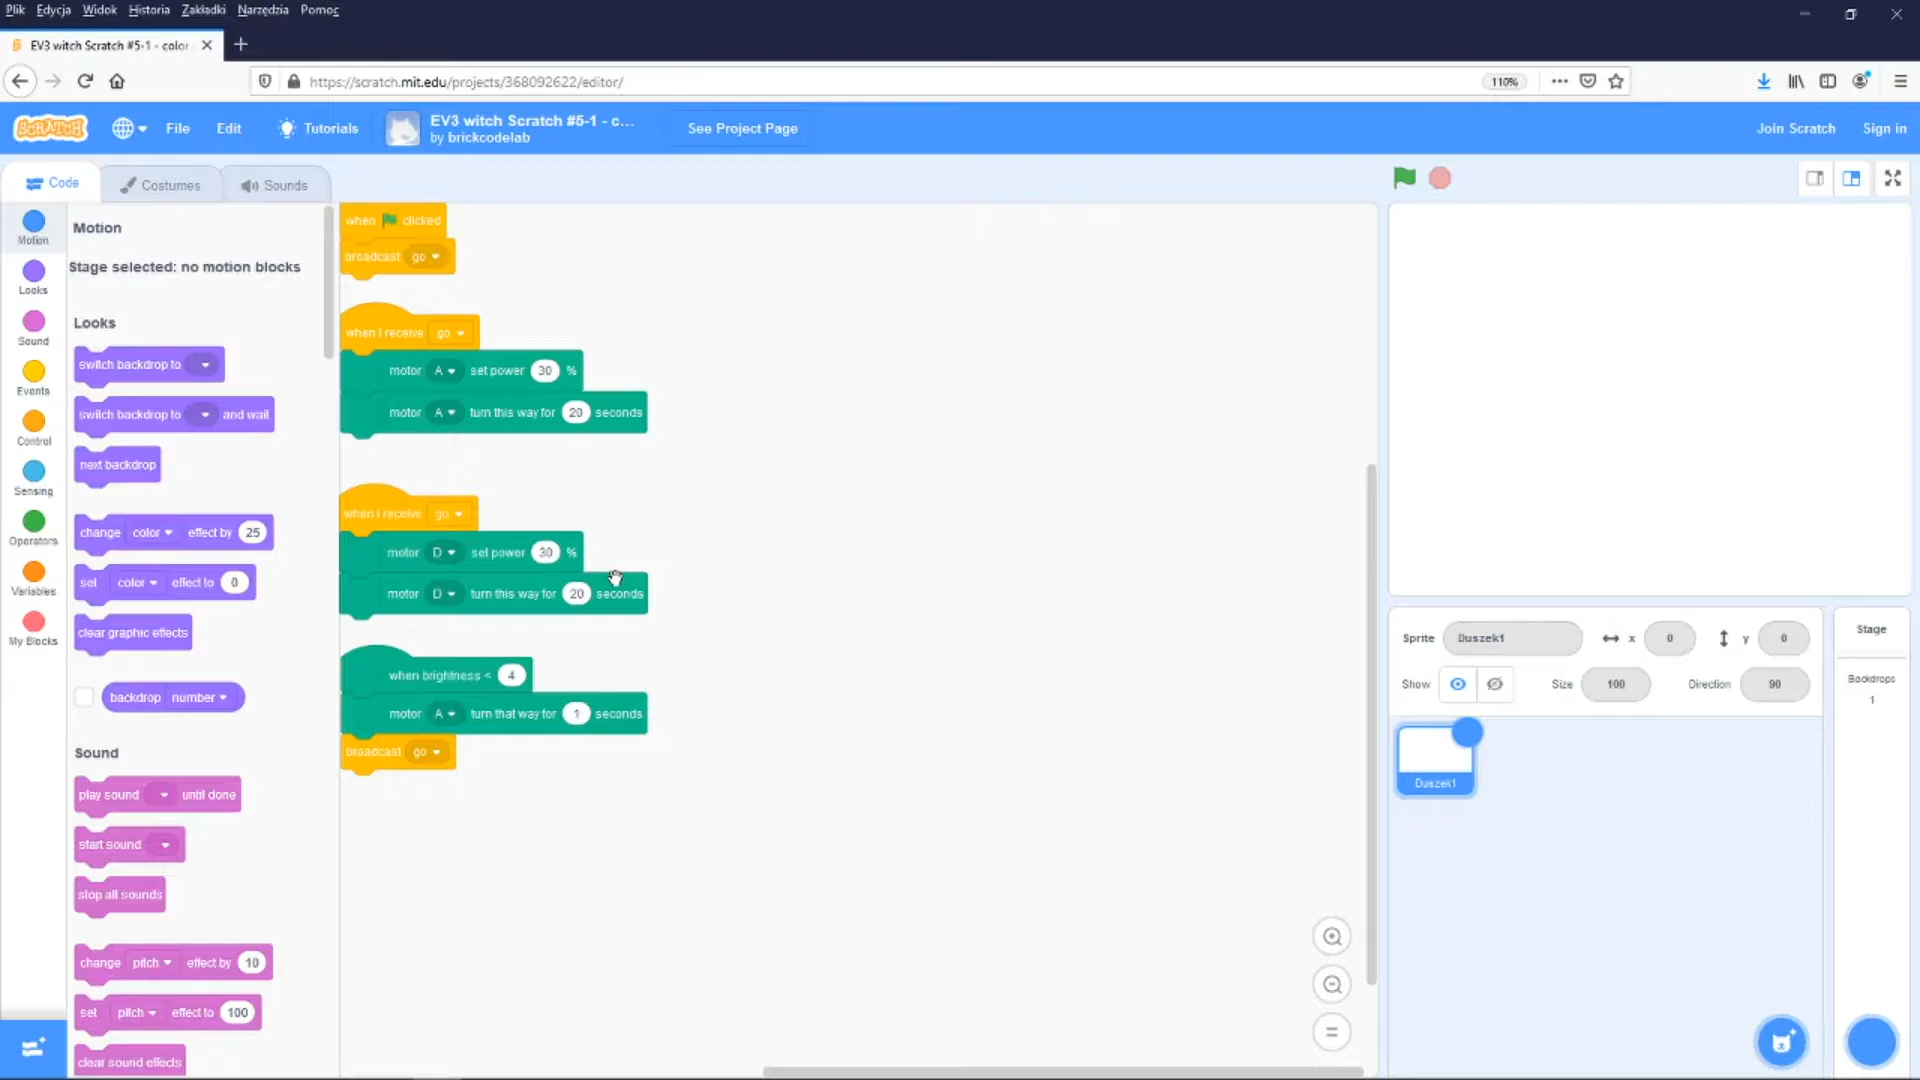 Plik Edycja Widok Historia Zakładki Narzędzia Pomoc
EV3 witch Scratch #5-1 - color
https://scratch.mit.edu/projects/368092622/editor/
110%
SCRATCH
File
Edit
Tutorials
EV3 witch Scratch #5-1 - c...
by brickcodelab
See Project Page
Join Scratch
Sign in
Code
Costumes
Sounds
Motion
Looks
Sound
Events
Control
Sensing
Operators
Variables
My Blocks
Motion
Stage selected: no motion blocks
Looks
switch backdrop to
switch backdrop to and wait
next backdrop
change color effect by 25
set color effect to 0
clear graphic effects
backdrop number
Sound
play sound until done
start sound
stop all sounds
change pitch effect by 10
set pitch effect to 100
clear sound effects
when clicked
broadcast go
when I receive go
motor A set power 30 %
motor A turn this way for 20 seconds
when I receive go
motor D set power 30 %
motor D turn this way for 20 seconds
when brightness < 4
motor A turn that way for 1 seconds
broadcast go
Sprite Duszek1 x 0 y 0
Show Size 100 Direction 90
Duszek1
Stage
Backdrops
1